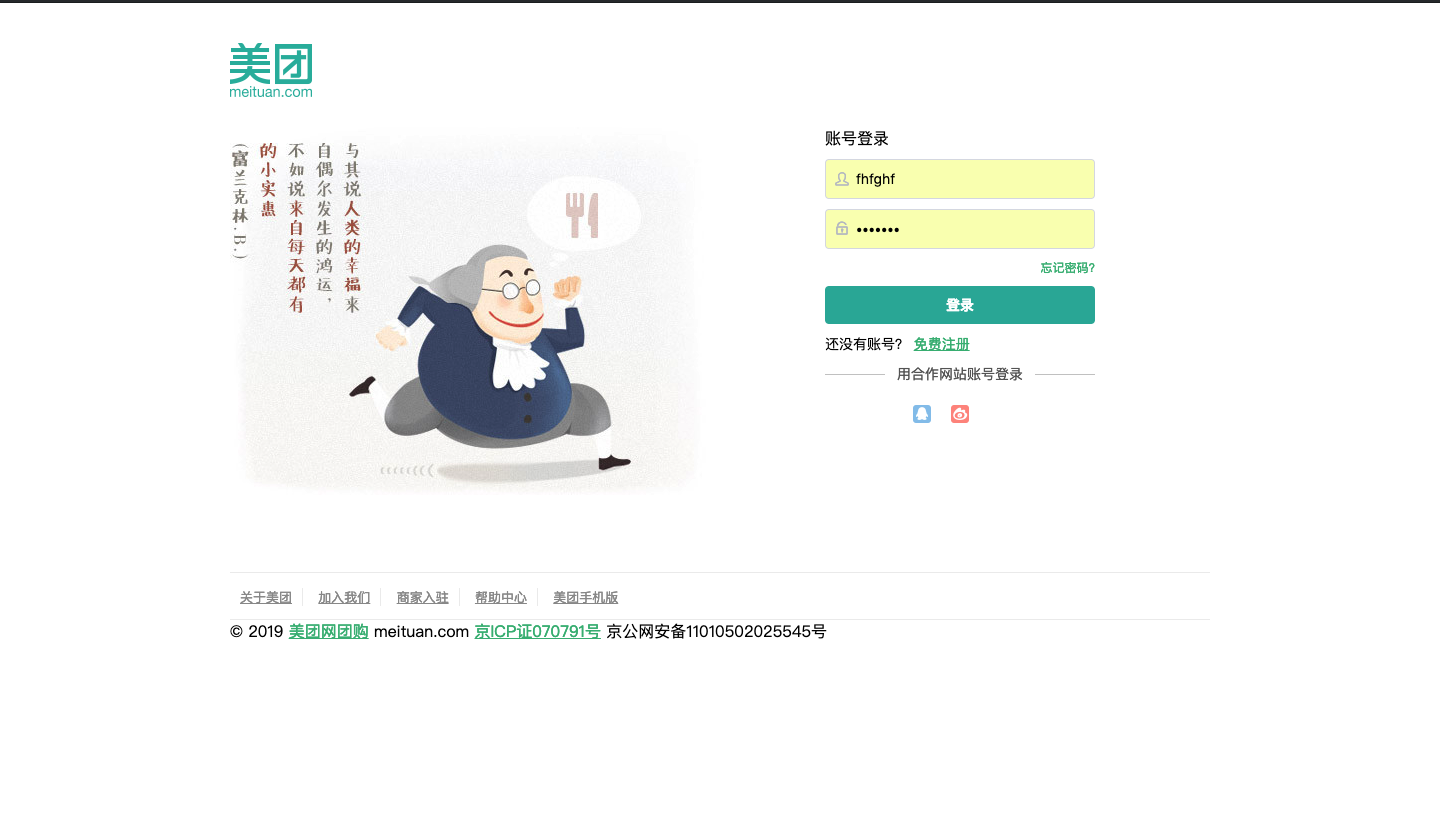 美团
meituan.com
与其说人类的幸福来
自偶尔发生的鸿运，
不如说来自每天都有
的小实惠
(富兰克林.B.)
账号登录
fhfghf
•••••••
忘记密码?
登录
还没有账号? 免费注册
用合作网站账号登录
关于美团 加入我们 商家入驻 帮助中心 美团手机版
© 2019 美团网团购 meituan.com 京ICP证070791号 京公网安备11010502025545号